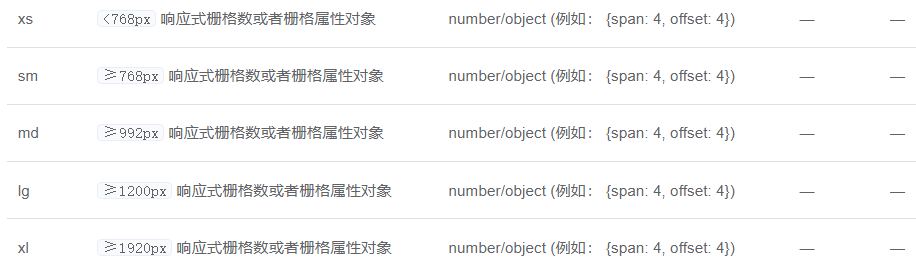 xs <768px 响应式栅格数或者栅格属性对象 number/object (例如： {span: 4, offset: 4}) — —
sm ≥768px 响应式栅格数或者栅格属性对象 number/object (例如： {span: 4, offset: 4}) — —
md ≥992px 响应式栅格数或者栅格属性对象 number/object (例如： {span: 4, offset: 4}) — —
lg ≥1200px 响应式栅格数或者栅格属性对象 number/object (例如： {span: 4, offset: 4}) — —
xl ≥1920px 响应式栅格数或者栅格属性对象 number/object (例如： {span: 4, offset: 4}) — —